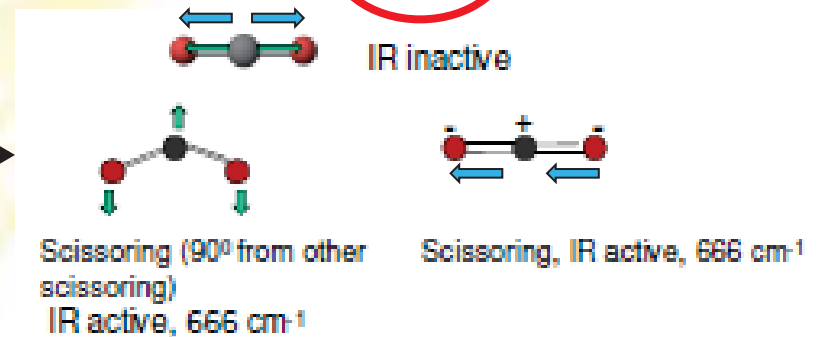 IR inactive
- + -
Scissoring (90⁰ from other
scissoring)
IR active, 666 cm-1
Scissoring, IR active, 666 cm-1